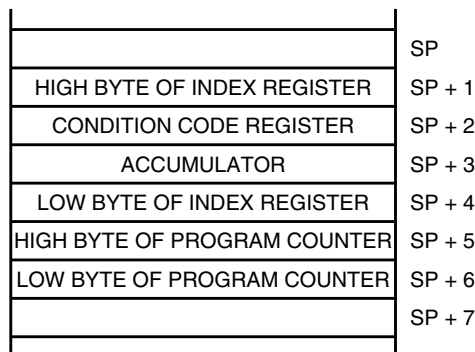 SP
HIGH BYTE OF INDEX REGISTER SP + 1
CONDITION CODE REGISTER SP + 2
ACCUMULATOR SP + 3
LOW BYTE OF INDEX REGISTER SP + 4
HIGH BYTE OF PROGRAM COUNTER SP + 5
LOW BYTE OF PROGRAM COUNTER SP + 6
SP + 7